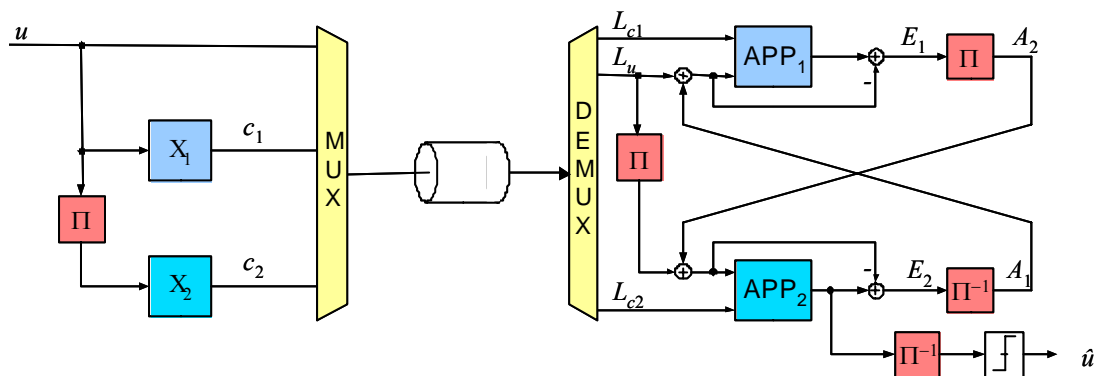 u
X1
c1
Π
X2
c2
MUX
DEMUX
Lc1
Lu
Π
Lc2
APP1
E1
Π
A2
APP2
E2
Π−1
A1
Π−1
û
-
-